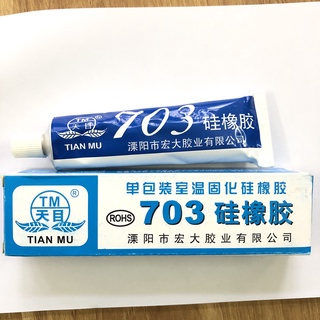 TM
天目
®
TIAN MU
703 硅橡胶
溧阳市宏大胶业有限公司
TM
天目
®
TIAN MU
单包装室温固化硅橡胶
ROHS
703 硅橡胶
溧阳市宏大胶业有限公司